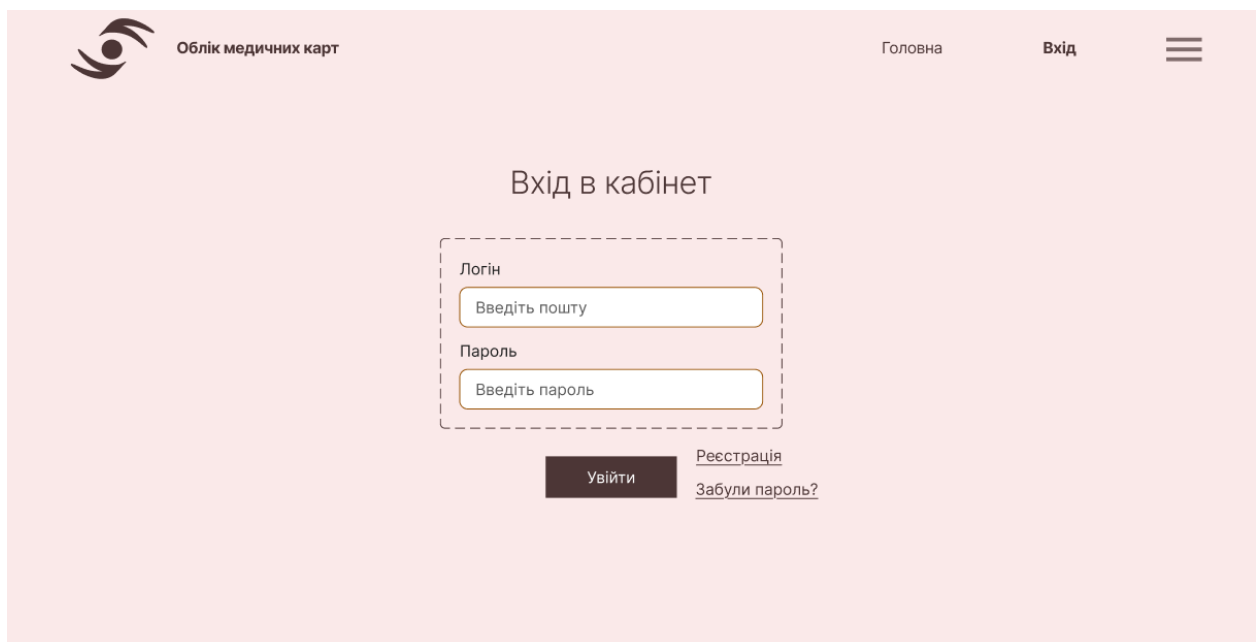 Облік медичних карт
Головна
Вхід
Вхід в кабінет
Логін
Введіть пошту
Пароль
Введіть пароль
Увійти
Реєстрація
Забули пароль?